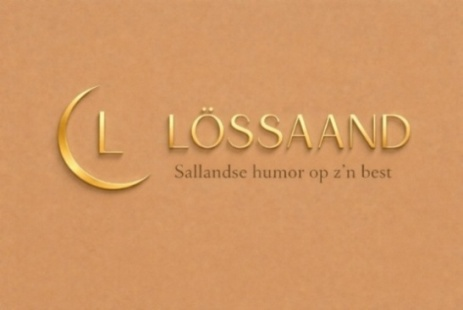 L
LÖSSAAND
Sallandse humor op z'n best